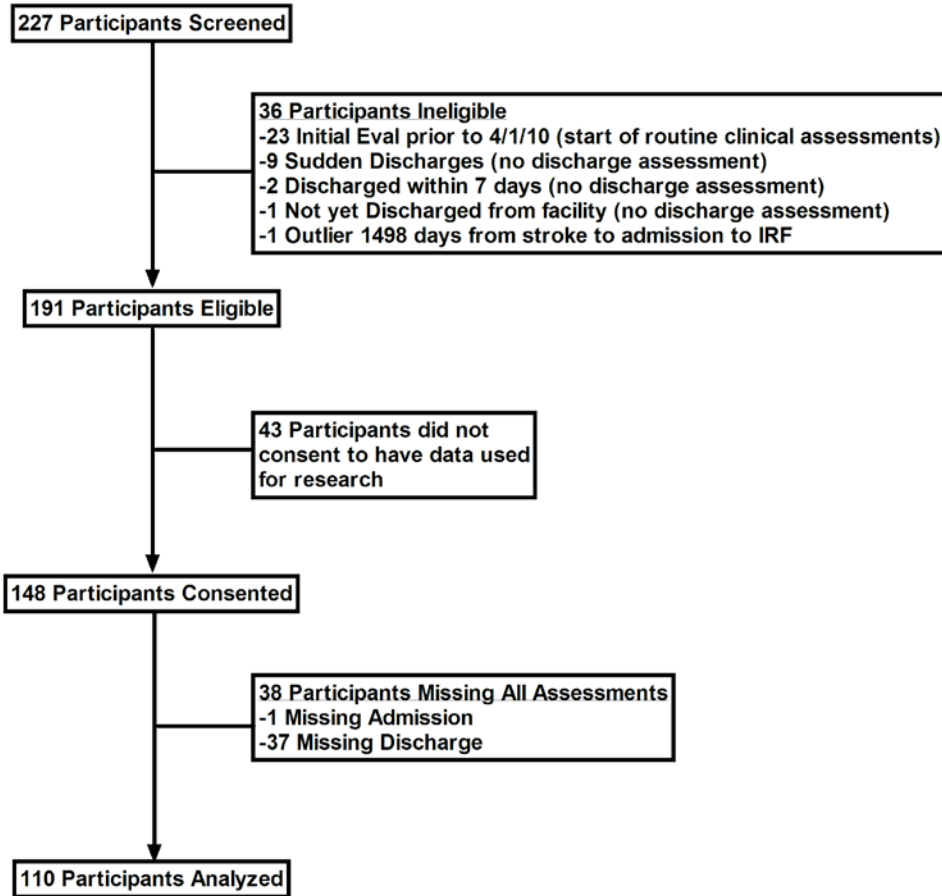 227 Participants Screened
36 Participants Ineligible
-23 Initial Eval prior to 4/1/10 (start of routine clinical assessments)
-9 Sudden Discharges (no discharge assessment)
-2 Discharged within 7 days (no discharge assessment)
-1 Not yet Discharged from facility (no discharge assessment)
-1 Outlier 1498 days from stroke to admission to IRF
191 Participants Eligible
43 Participants did not
consent to have data used
for research
148 Participants Consented
38 Participants Missing All Assessments
-1 Missing Admission
-37 Missing Discharge
110 Participants Analyzed